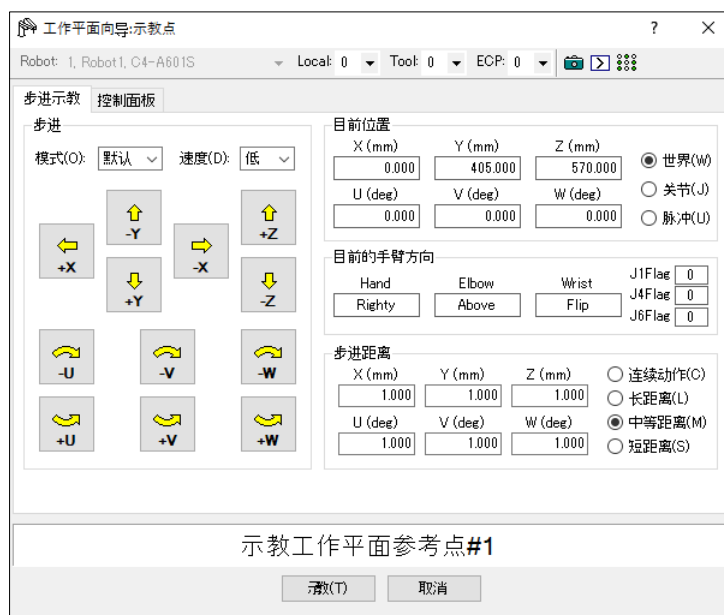 工作平面向导:示教点
Robot: 1, Robot1, C4-A601S Local: 0 Tool: 0 ECP: 0
步进示教 控制面板
步进
模式(O): 默认 速度(D): 低
+X -Y -X +Z
+Y -Z
-U -V -W
+U +V +W
目前位置
X (mm) Y (mm) Z (mm)
0.000 405.000 570.000
U (deg) V (deg) W (deg)
0.000 0.000 0.000
世界(W)
关节(J)
脉冲(U)
目前的手臂方向
Hand Elbow Wrist
Righty Above Flip
J1Flag 0
J4Flag 0
J6Flag 0
步进距离
X (mm) Y (mm) Z (mm)
1.000 1.000 1.000
U (deg) V (deg) W (deg)
1.000 1.000 1.000
连续动作(C)
长距离(L)
中等距离(M)
短距离(S)
示教工作平面参考点#1
示教(T) 取消